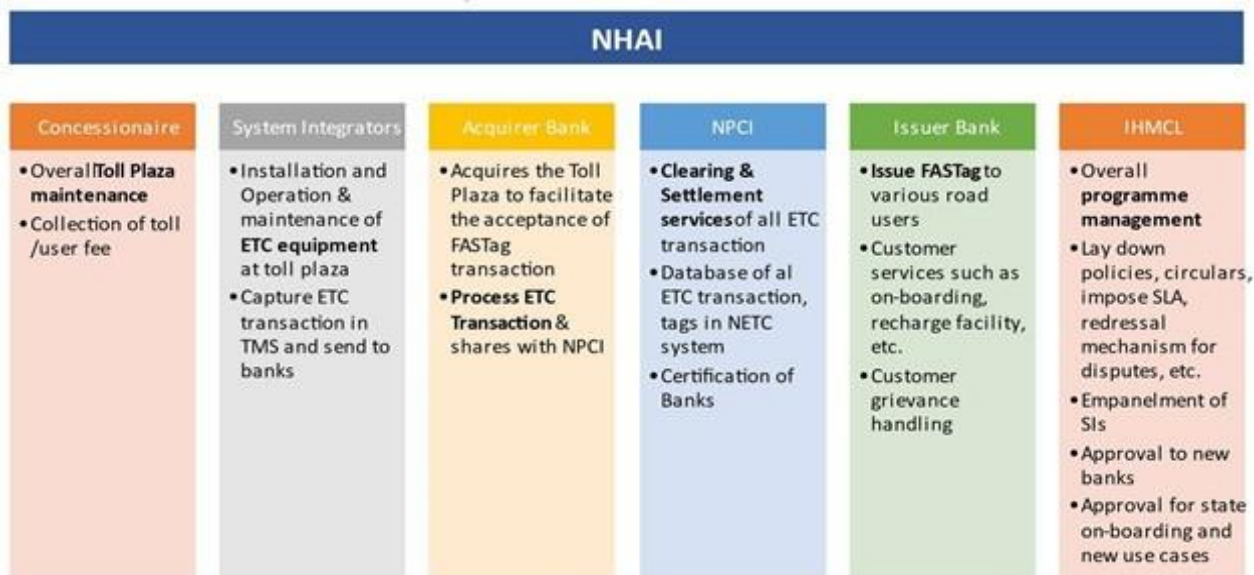 NHAI
Concessionaire
• Overall Toll Plaza
maintenance
• Collection of toll
/user fee
System Integrators
• Installation and
Operation &
maintenance of
ETC equipment
at toll plaza
• Capture ETC
transaction in
TMS and send to
banks
Acquirer Bank
• Acquires the Toll
Plaza to facilitate
the acceptance of
FASTag
transaction
• Process ETC
Transaction &
shares with NPCI
NPCI
• Clearing &
Settlement
services of all ETC
transaction
• Database of al
ETC transaction,
tags in NETC
system
• Certification of
Banks
Issuer Bank
• Issue FASTag to
various road
users
• Customer
services such as
on-boarding,
recharge facility,
etc.
• Customer
grievance
handling
IHMCL
• Overall
programme
management
• Lay down
policies, circulars,
impose SLA,
redressal
mechanism for
disputes, etc.
• Empanelment of
SIs
• Approval to new
banks
• Approval for state
on-boarding and
new use cases